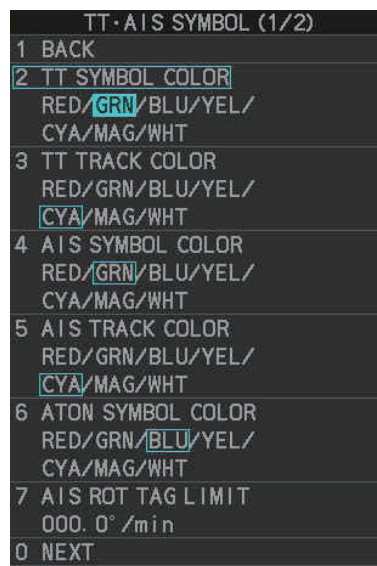 TT·AIS SYMBOL (1/2)
1 BACK
2 TT SYMBOL COLOR
RED/GRN/BLU/YEL/
CYA/MAG/WHT
3 TT TRACK COLOR
RED/GRN/BLU/YEL/
CYA/MAG/WHT
4 AIS SYMBOL COLOR
RED/GRN/BLU/YEL/
CYA/MAG/WHT
5 AIS TRACK COLOR
RED/GRN/BLU/YEL/
CYA/MAG/WHT
6 ATON SYMBOL COLOR
RED/GRN/BLU/YEL/
CYA/MAG/WHT
7 AIS ROT TAG LIMIT
000.0°/min
0 NEXT